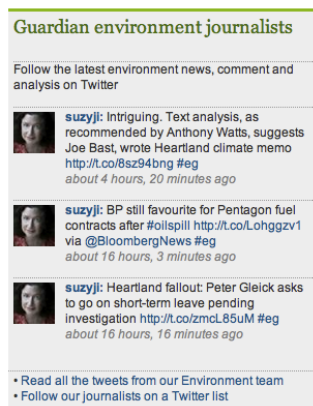 Guardian environment journalists
Follow the latest environment news, comment and
analysis on Twitter
suzyji: Intriguing. Text analysis, as
recommended by Anthony Watts, suggests
Joe Bast, wrote Heartland climate memo
http://t.co/8sz94bng #eg
about 4 hours, 20 minutes ago
suzyji: BP still favourite for Pentagon fuel
contracts after #oilspill http://t.co/Lohggzv1
via @BloombergNews #eg
about 16 hours, 3 minutes ago
suzyji: Heartland fallout: Peter Gleick asks
to go on short-term leave pending
investigation http://t.co/zmcL85uM #eg
about 16 hours, 16 minutes ago
• Read all the tweets from our Environment team
• Follow our journalists on a Twitter list